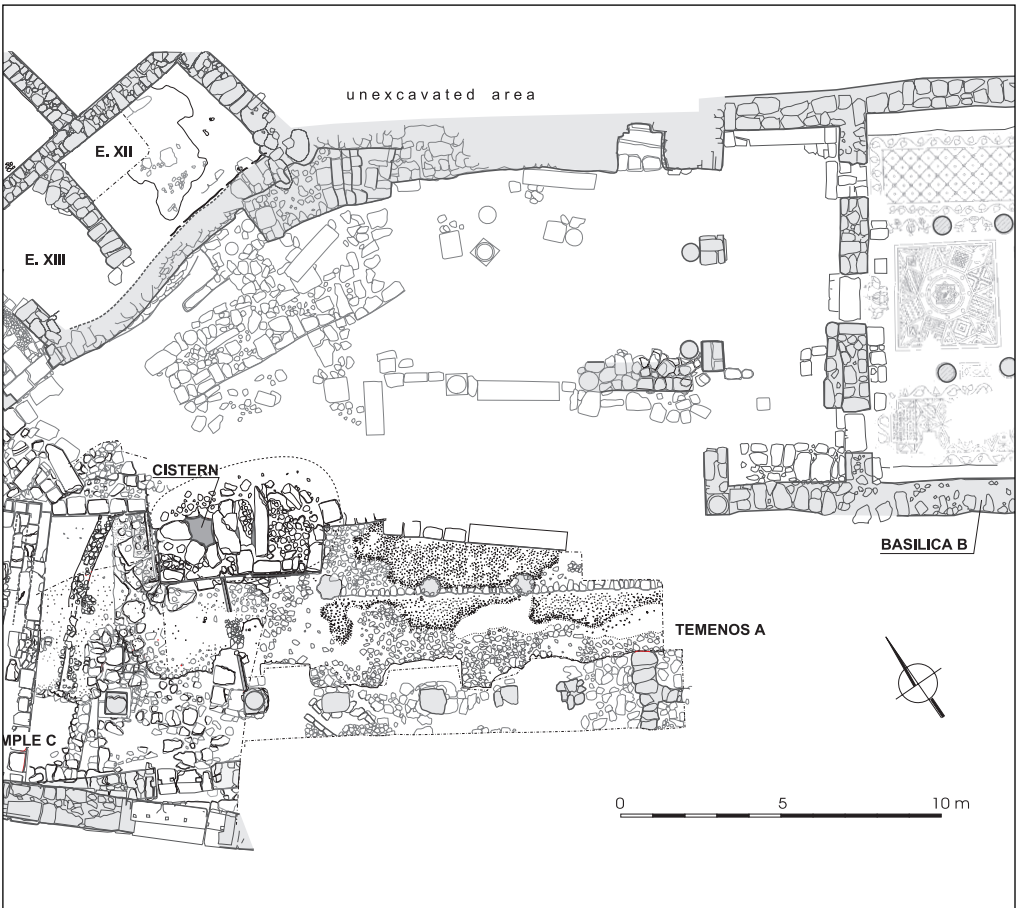 unexcavated area
E. XII
E. XIII
CISTERN
BASILICA B
TEMENOS A
MPLE C
0 5 10 m